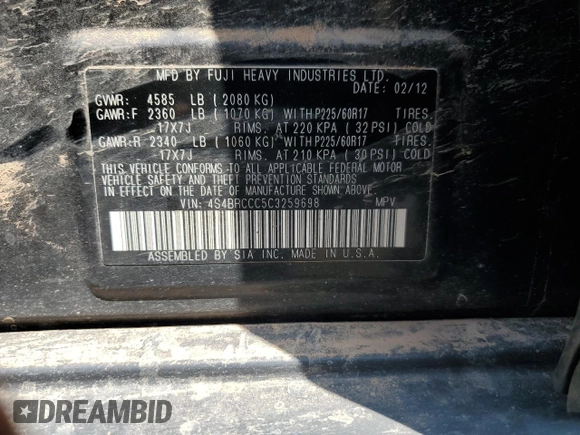 MFD BY FUJI HEAVY INDUSTRIES LTD.
DATE: 02/12
GVWR: 4585 LB ( 2080 KG)
GAWR:F 2360 LB ( 1070 KG) WITH P225/60R17 TIRES.
17X7J RIMS. AT 220 KPA ( 32 PSI) COLD
GAWR:R 2340 LB ( 1060 KG) WITH P225/60R17 TIRES.
17X7J RIMS. AT 210 KPA ( 30 PSI) COLD
THIS VEHICLE CONFORMS TO ALL APPLICABLE FEDERAL MOTOR
VEHICLE SAFETY AND THEFT PREVENTION STANDARDS
IN EFFECT ON THE DATE OF MANUFACTURE SHOWN ABOVE.
VIN: 4S4BRCCC5C3259698 MPV
ASSEMBLED BY SIA INC. MADE IN U.S.A.
DREAMBID